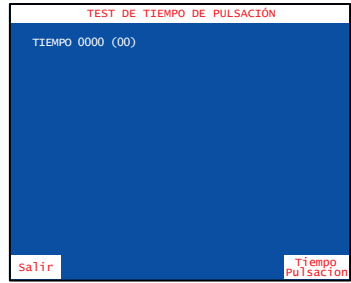 TEST DE TIEMPO DE PULSACIÓN
TIEMPO 0000 (00)
Salir
Tiempo
Pulsacion